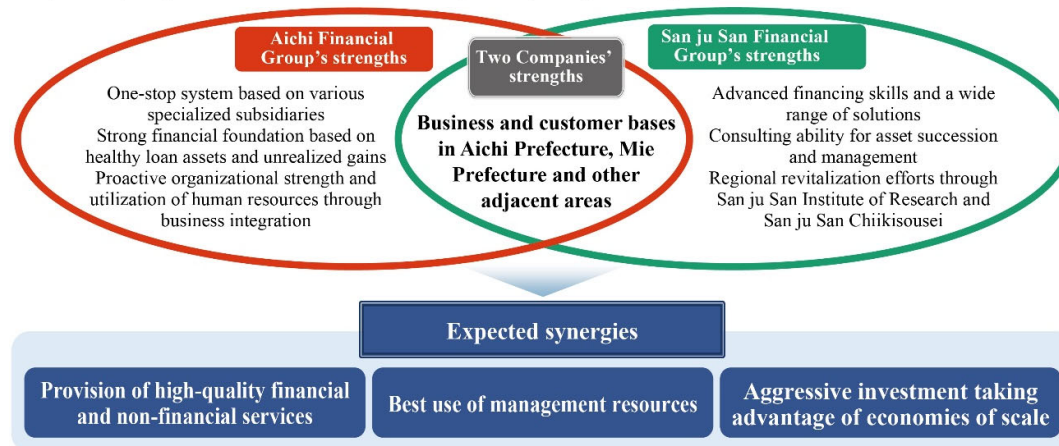 Aichi Financial
Group's strengths
One-stop system based on various
specialized subsidiaries
Strong financial foundation based on
healthy loan assets and unrealized gains
Proactive organizational strength and
utilization of human resources through
business integration
Two Companies'
strengths
Business and customer bases
in Aichi Prefecture, Mie
Prefecture and other
adjacent areas
San ju San Financial
Group's strengths
Advanced financing skills and a wide
range of solutions
Consulting ability for asset succession
and management
Regional revitalization efforts through
San ju San Institute of Research and
San ju San Chiikisousei
Expected synergies
Provision of high-quality financial
and non-financial services
Best use of management resources
Aggressive investment taking
advantage of economies of scale